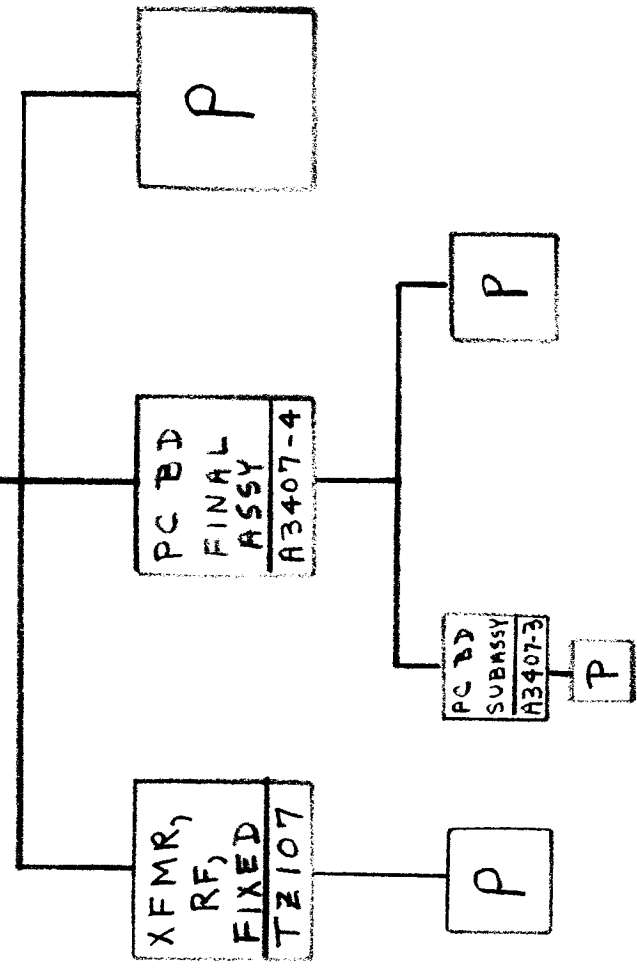 XFMR,
RF,
FIXED
TZ107
PC BD
FINAL
ASSY
A3407-4
P
P
PC BD
SUBASSY
A3407-3
P
P